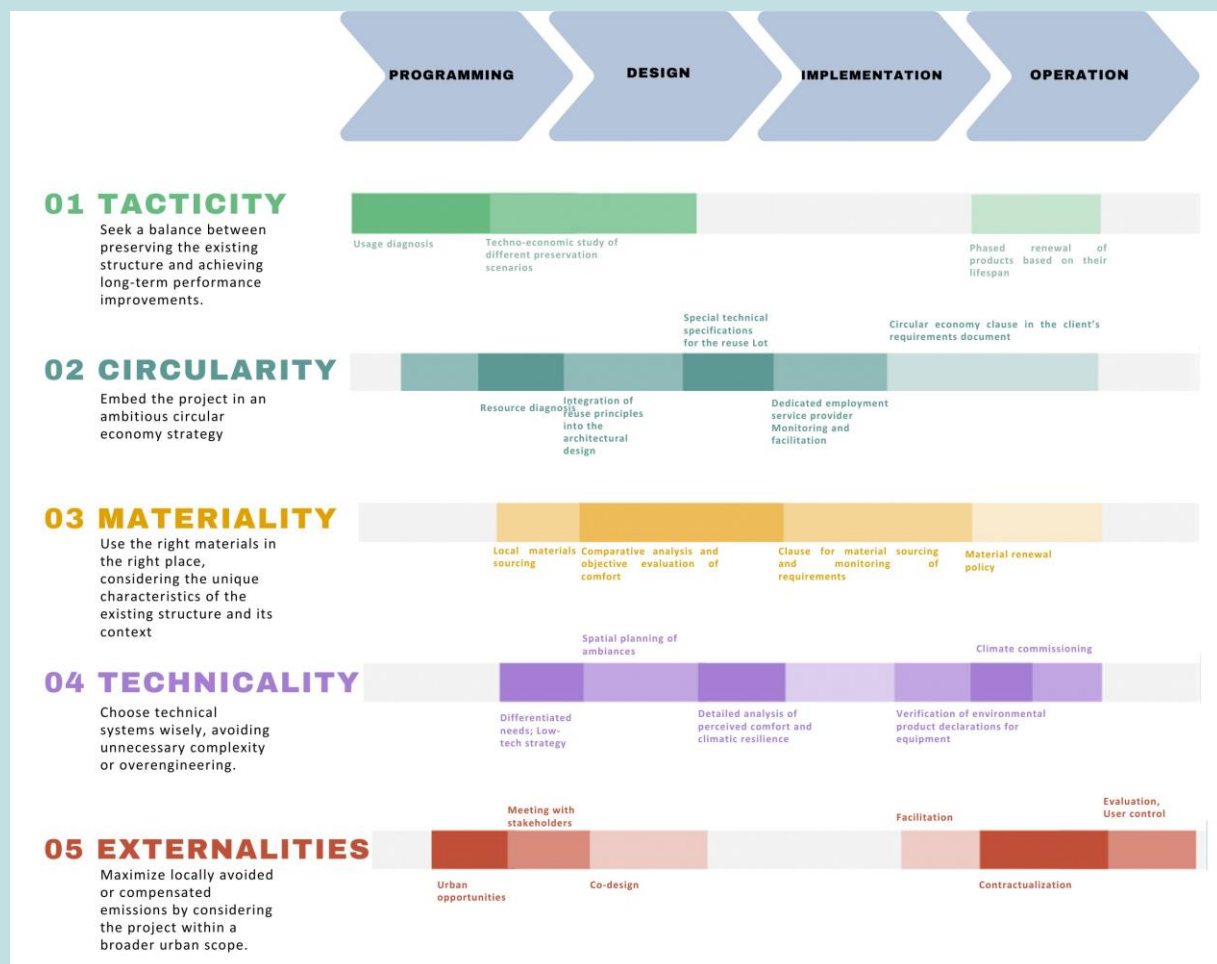 PROGRAMMING
DESIGN
IMPLEMENTATION
OPERATION
01 TACTICITY
Seek a balance between
preserving the existing
structure and achieving
long-term performance
improvements.
Usage diagnosis
Techno-economic study of
different preservation
scenarios
Phased renewal of
products based on their
lifespan
02 CIRCULARITY
Embed the project in an
ambitious circular
economy strategy
Special technical
specifications
for the reuse Lot
Circular economy clause in the client's
requirements document
Resource diagnosis
Integration of
reuse principles
into the
architectural
design
Dedicated employment
service provider
Monitoring and
facilitation
03 MATERIALITY
Use the right materials in
the right place,
considering the unique
characteristics of the
existing structure and its
context
Local materials
sourcing
Comparative analysis and
objective evaluation of
comfort
Clause for material sourcing
and monitoring of
requirements
Material renewal
policy
04 TECHNICALITY
Choose technical
systems wisely, avoiding
unnecessary complexity
or overengineering.
Spatial planning of
ambiances
Climate commissioning
Differentiated
needs; Low-
tech strategy
Detailed analysis of
perceived comfort and
climatic resilience
Verification of environmental
product declarations for
equipment
05 EXTERNALITIES
Maximize locally avoided
or compensated
emissions by considering
the project within a
broader urban scope.
Meeting with
stakeholders
Facilitation
Evaluation,
User control
Urban
opportunities
Co-design
Contractualization